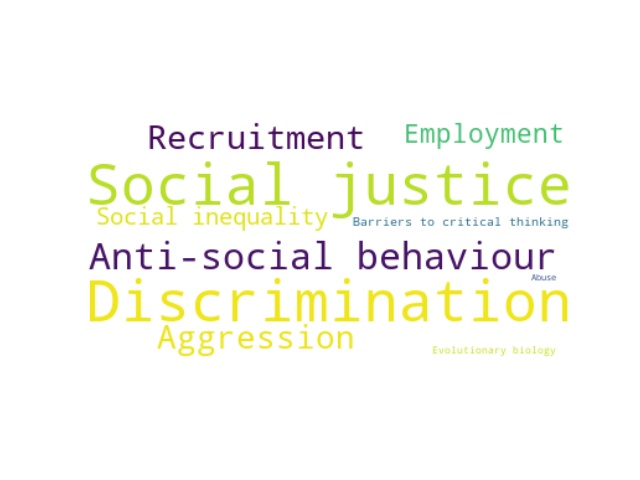 Recruitment
Employment
Social justice
Social inequality
Barriers to critical thinking
Anti-social behaviour
Abuse
Discrimination
Aggression
Evolutionary biology